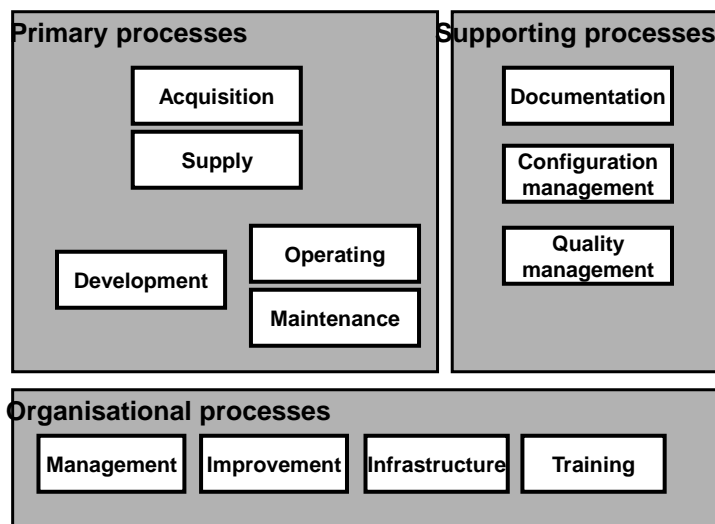 Primary processes
Acquisition
Supply
Development
Operating
Maintenance
Supporting processes
Documentation
Configuration
management
Quality
management
Organisational processes
Management
Improvement
Infrastructure
Training